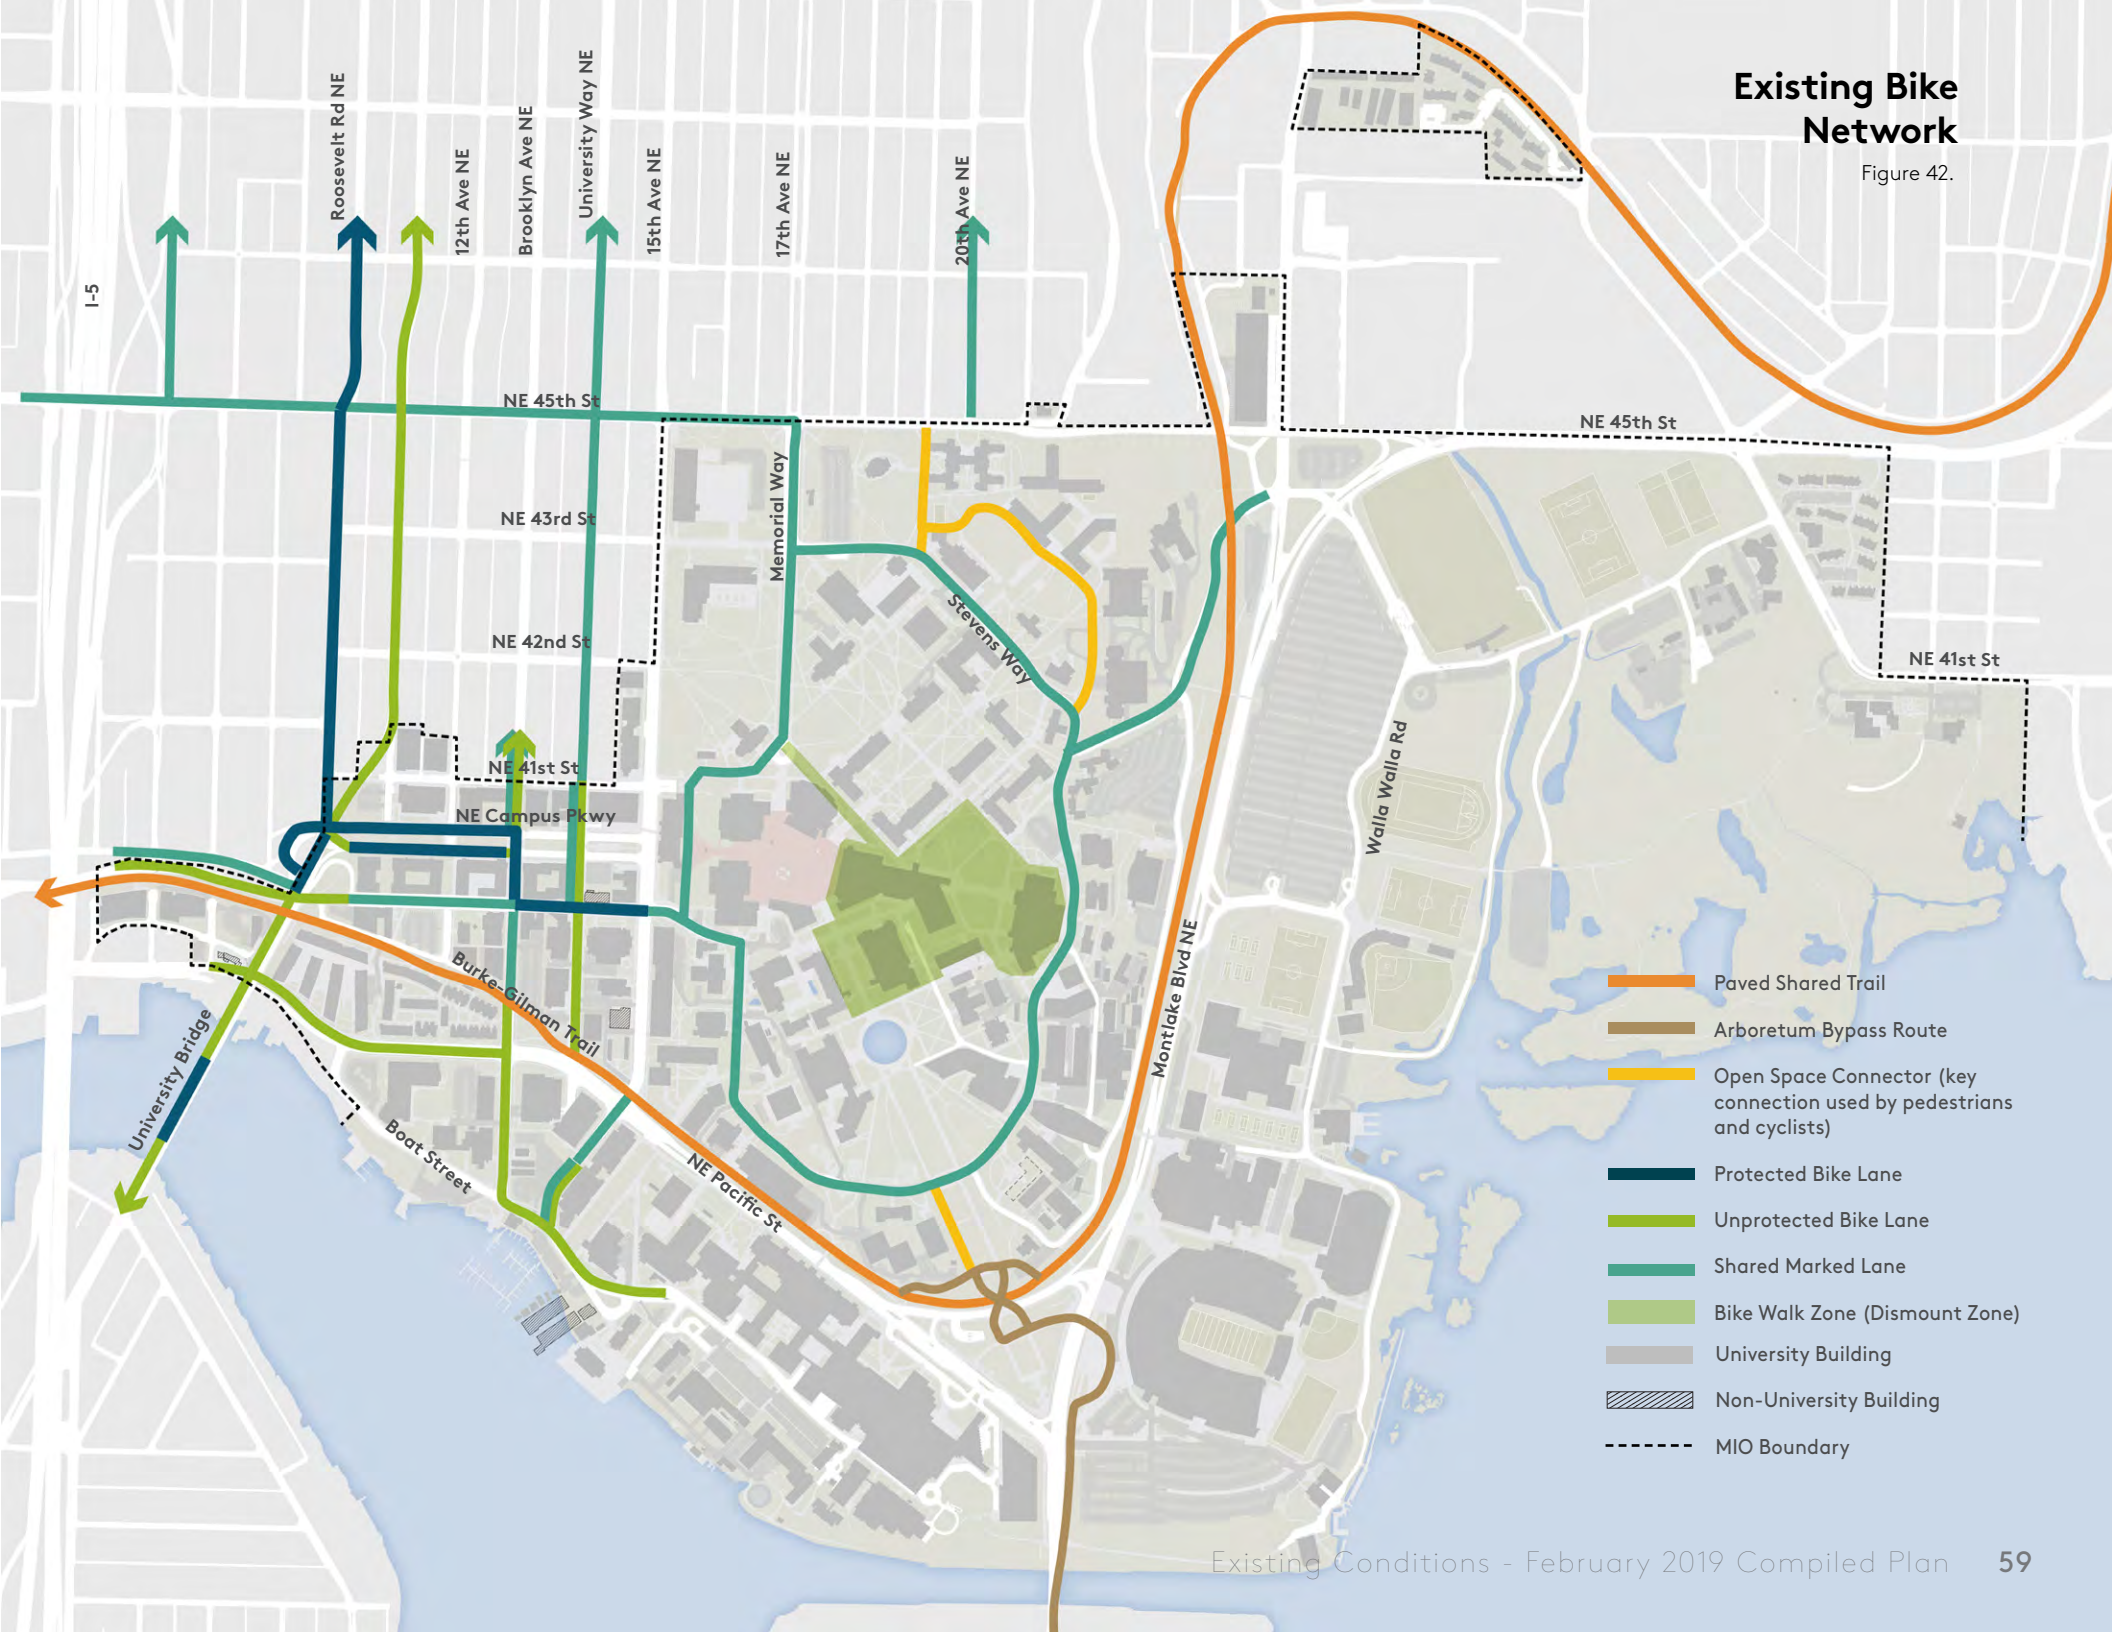 Existing Bike
Network
Figure 42.
I-5
Roosevelt Rd NE
12th Ave NE
Brooklyn Ave NE
University Way NE
15th Ave NE
17th Ave NE
20th Ave NE
NE 45th St
NE 45th St
Memorial Way
NE 43rd St
Stevens Way
NE 42nd St
NE 41st St
NE 41st St
NE Campus Pkwy
Walla Walla Rd
Burke-Gilman Trail
Montlake Blvd NE
University Bridge
Boat Street
NE Pacific St
Paved Shared Trail
Arboretum Bypass Route
Open Space Connector (key
connection used by pedestrians
and cyclists)
Protected Bike Lane
Unprotected Bike Lane
Shared Marked Lane
Bike Walk Zone (Dismount Zone)
University Building
Non-University Building
MIO Boundary
Existing Conditions - February 2019 Compiled Plan 59